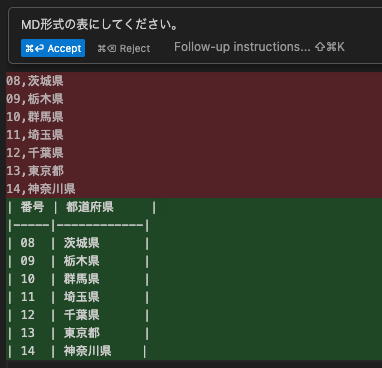 MD形式の表にしてください。
⌘⏎ Accept ⌘⌫ Reject Follow-up instructions... ⇧⌘K
08,茨城県
09,栃木県
10,群馬県
11,埼玉県
12,千葉県
13,東京都
14,神奈川県
| 番号 | 都道府県     |
|-----|------------|
| 08  | 茨城県      |
| 09  | 栃木県      |
| 10  | 群馬県      |
| 11  | 埼玉県      |
| 12  | 千葉県      |
| 13  | 東京都      |
| 14  | 神奈川県    |